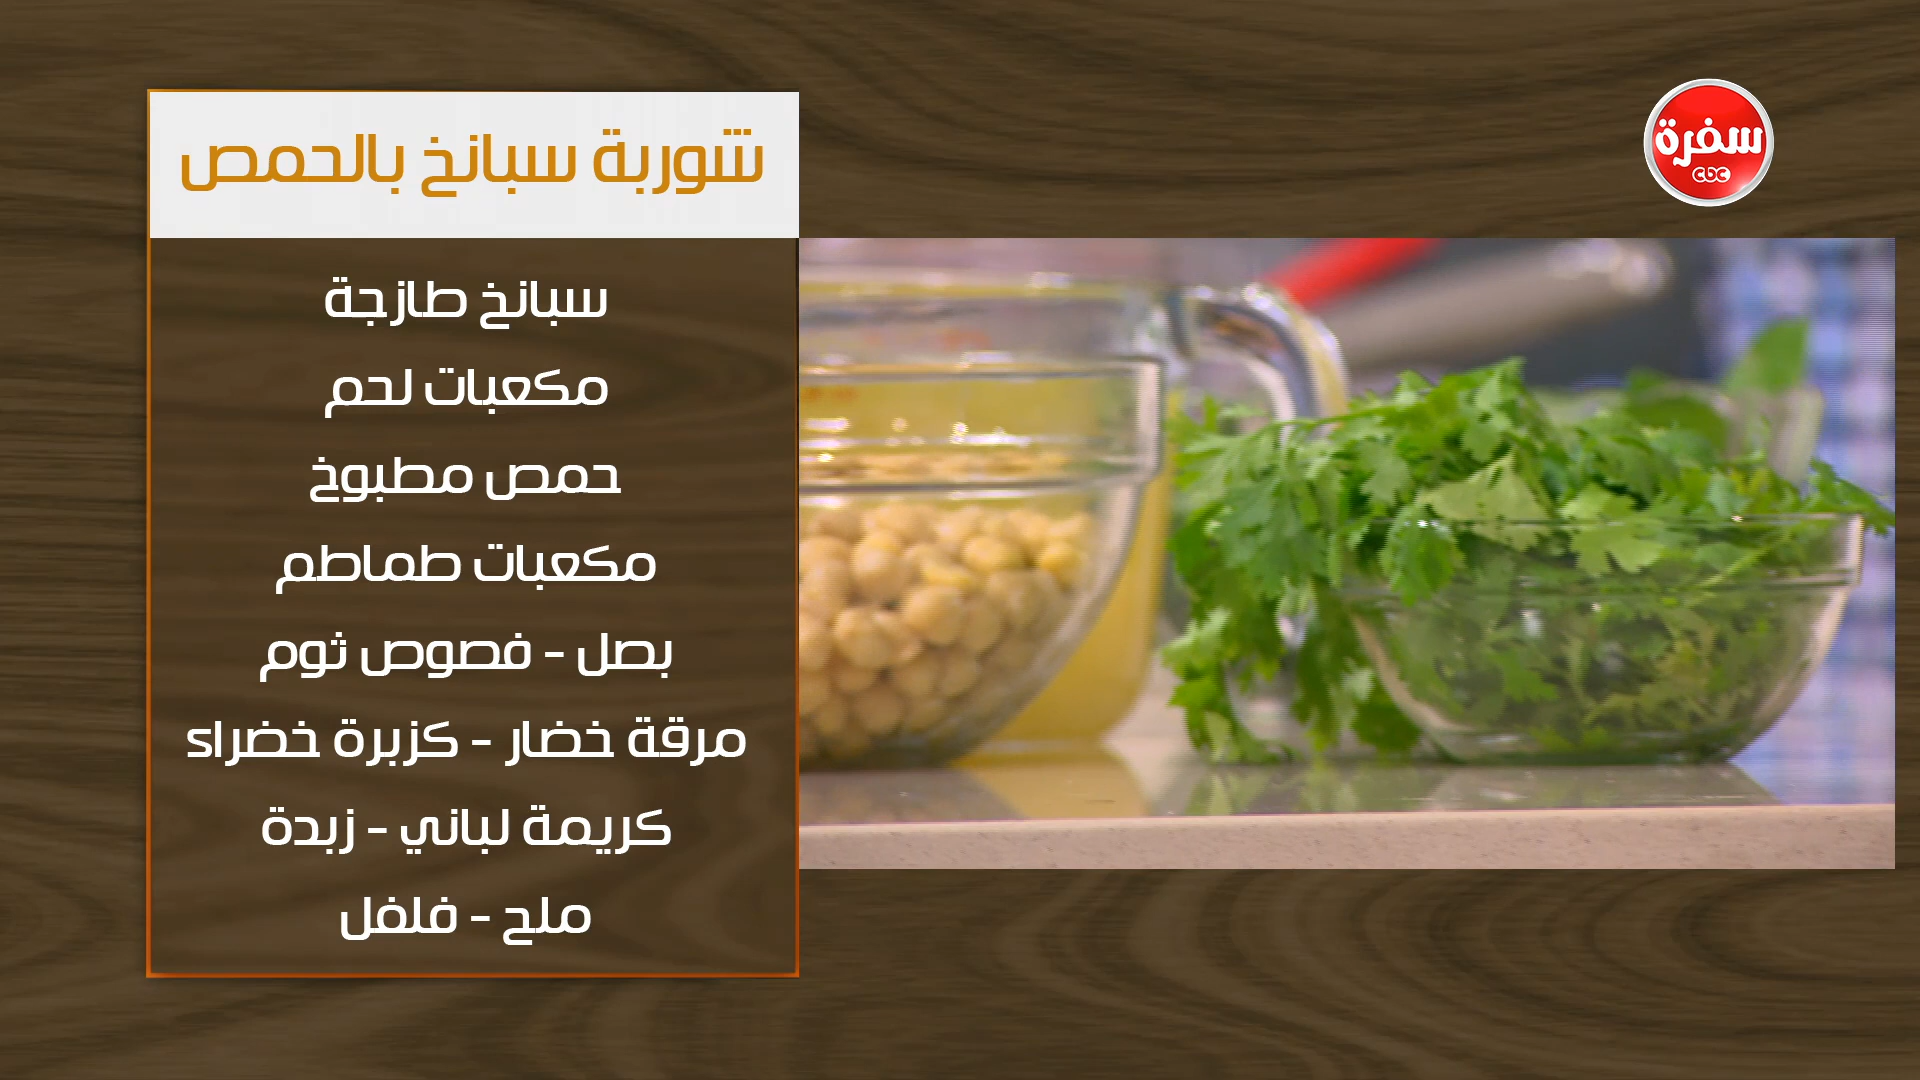 شوربة سبانخ بالحمص
سبانخ طازجة
مكعبات لحم
حمص مطبوخ
مكعبات طماطم
بصل - فصوص ثوم
مرقة خضار - كزبرة خضراء
كريمة لباني - زبدة
ملح - فلفل
سفرة
cbc